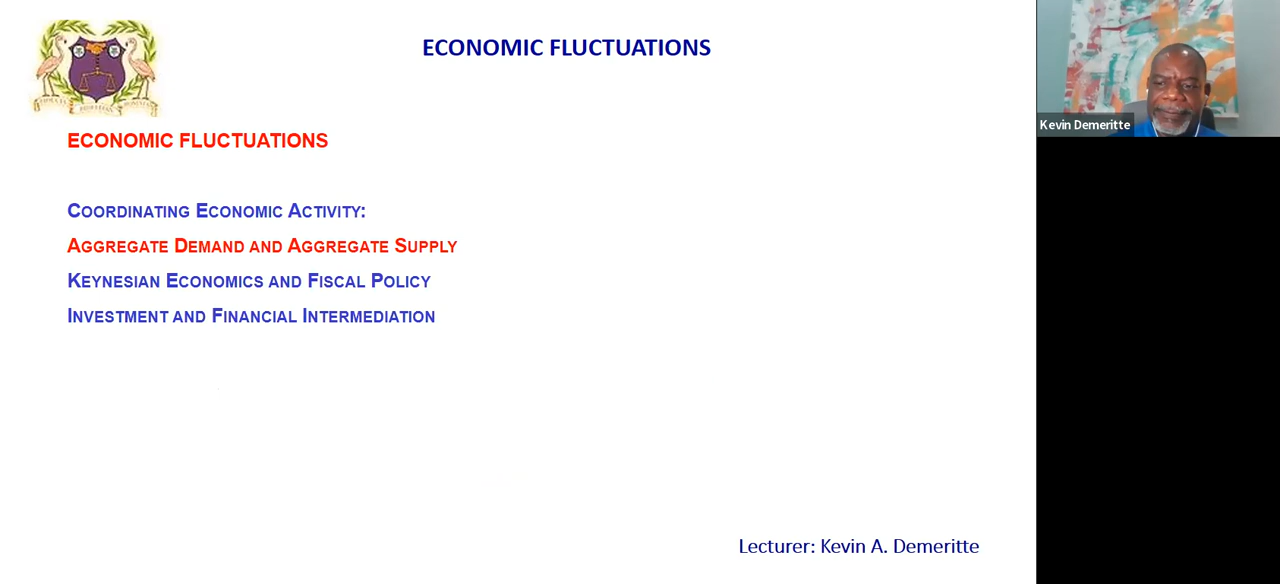 ECONOMIC FLUCTUATIONS
ECONOMIC FLUCTUATIONS
COORDINATING ECONOMIC ACTIVITY:
AGGREGATE DEMAND AND AGGREGATE SUPPLY
KEYNESIAN ECONOMICS AND FISCAL POLICY
INVESTMENT AND FINANCIAL INTERMEDIATION
Lecturer: Kevin A. Demeritte
Kevin Demeritte